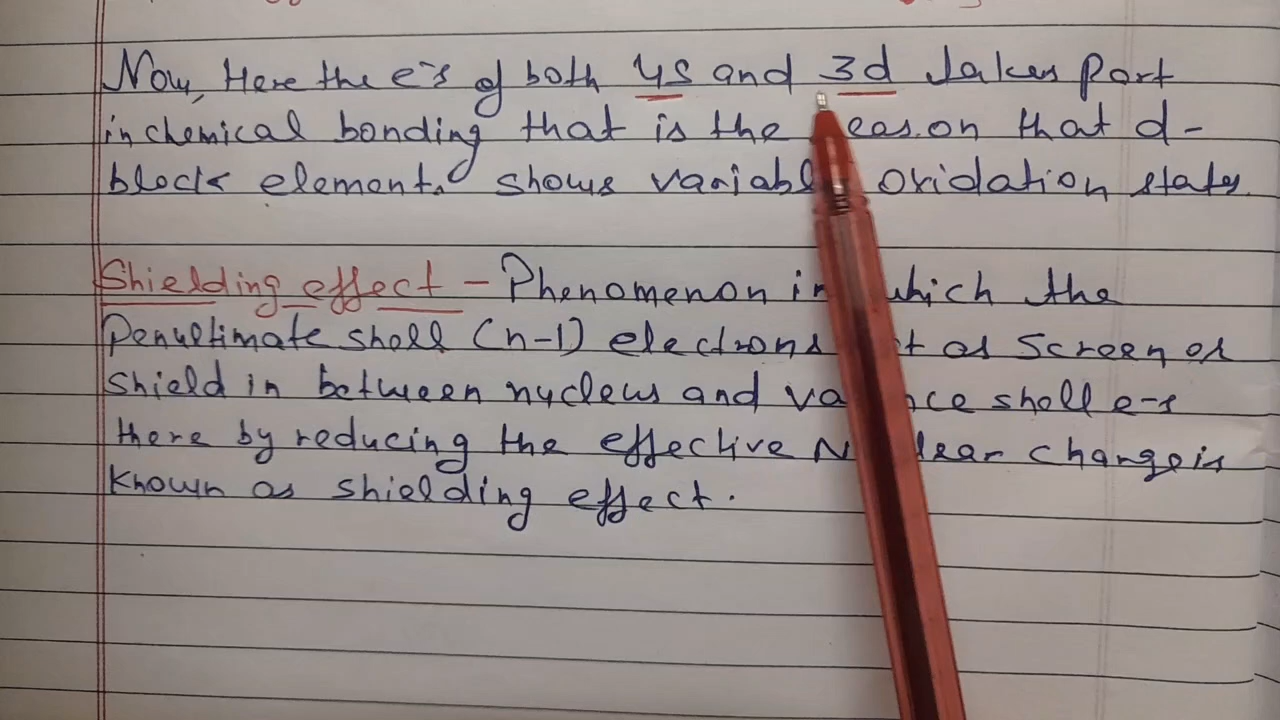 Now, Here the e⁻s of both 4s and 3d takes part
in chemical bonding that is the reason that d-
block elements shows variable oxidation states
Shielding effect - Phenomenon in which the
Penultimate shell (n-1) electrons act as screen or
shield in between nucleus and valence shell e-s
there by reducing the effective Nuclear charge is
known as shielding effect.